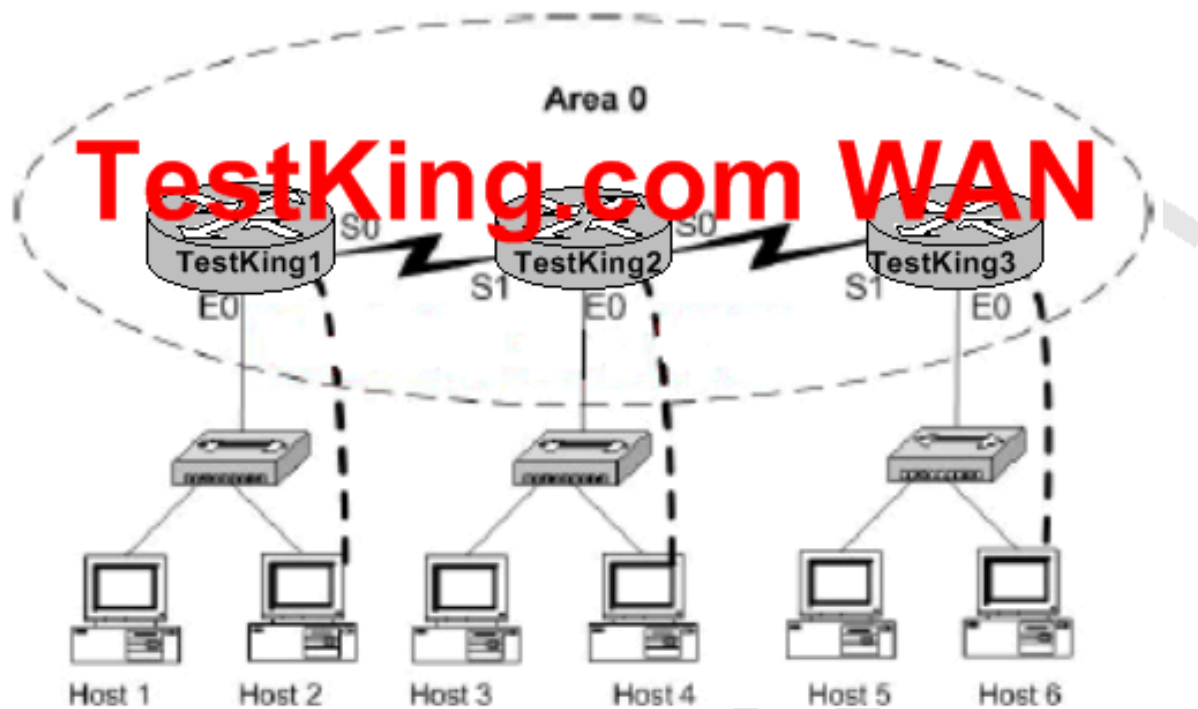 Area 0
TestKing.com WAN
S0
S0
TestKing1
TestKing2
TestKing3
S1
S1
E0
E0
E0
Host 1
Host 2
Host 3
Host 4
Host 5
Host 6